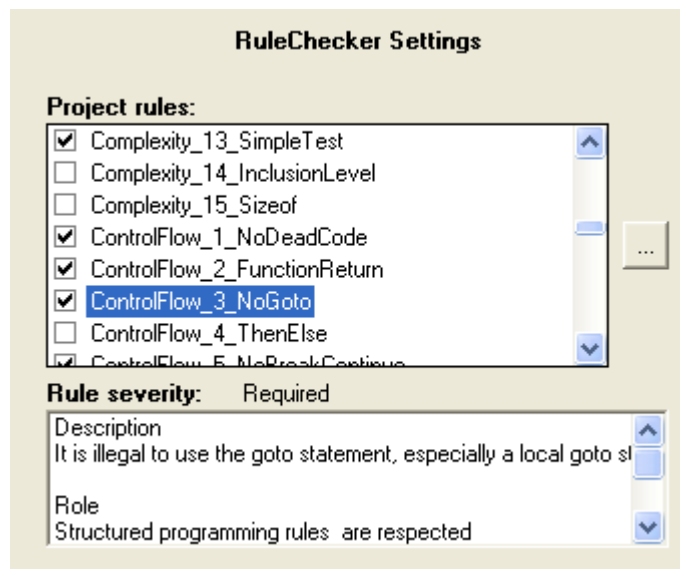 RuleChecker Settings
Project rules:
Complexity_13_SimpleTest
Complexity_14_InclusionLevel
Complexity_15_Sizeof
ControlFlow_1_NoDeadCode
ControlFlow_2_FunctionReturn
...
ControlFlow_3_NoGoto
ControlFlow_4_ThenElse
ControlFlow_5_NoBreakContinue
Rule severity: Required
Description
It is illegal to use the goto statement, especially a local goto
Role
Structured programming rules are respected